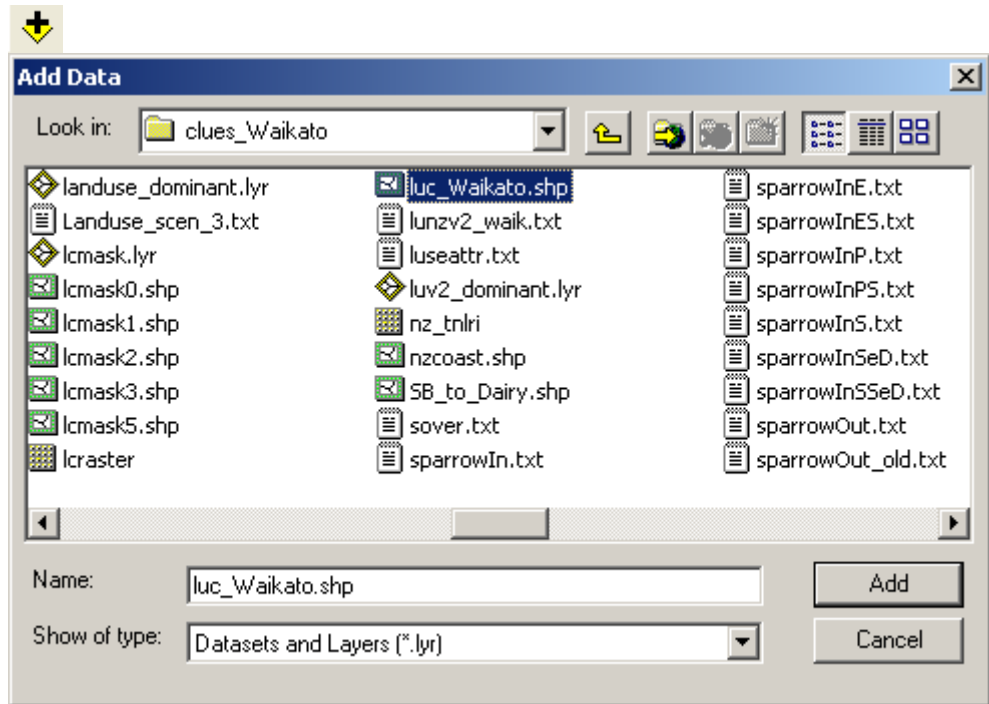 Add Data
Look in: clues_Waikato
landuse_dominant.lyr
Landuse_scen_3.txt
lcmask.lyr
lcmask0.shp
lcmask1.shp
lcmask2.shp
lcmask3.shp
lcmask5.shp
lcraster
luc_Waikato.shp
lunzv2_waik.txt
luseattr.txt
luv2_dominant.lyr
nz_tnlri
nzcoast.shp
SB_to_Dairy.shp
sover.txt
sparrowIn.txt
sparrowInE.txt
sparrowInES.txt
sparrowInP.txt
sparrowInPS.txt
sparrowInS.txt
sparrowInSeD.txt
sparrowInSSeD.txt
sparrowOut.txt
sparrowOut_old.txt
Name: luc_Waikato.shp Add
Show of type: Datasets and Layers (*.lyr) Cancel